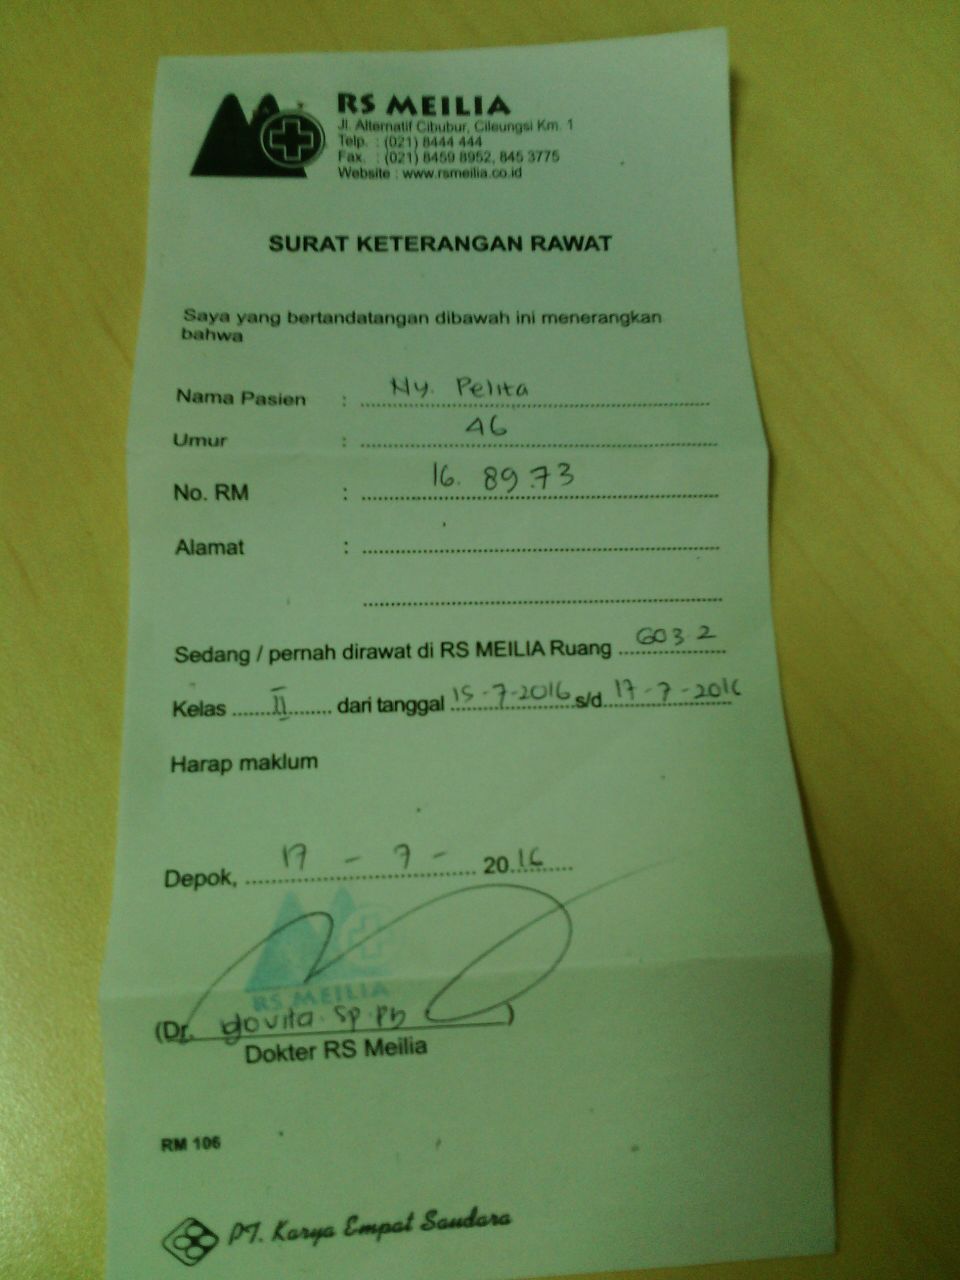 RS MEILIA
Jl. Alternatif Cibubur, Cileungsi Km. 1
Telp. : (021) 8444 444
Fax. : (021) 8459 8952, 845 3775
Website : www.rsmeilia.co.id
SURAT KETERANGAN RAWAT
Saya yang bertandatangan dibawah ini menerangkan
bahwa
Nama Pasien : Ny. Pelita
Umur : 46
No. RM : 16. 89 73
Alamat :
Sedang / pernah dirawat di RS MEILIA Ruang 603 2
Kelas II dari tanggal 15-7-2016 s/d 17-7-2016
Harap maklum
Depok, 17 - 7 - 2016
RS MEILIA
(Dr. Yovita. Sp. PD)
Dokter RS Meilia
RM 106
PT. Karya Empat Saudara